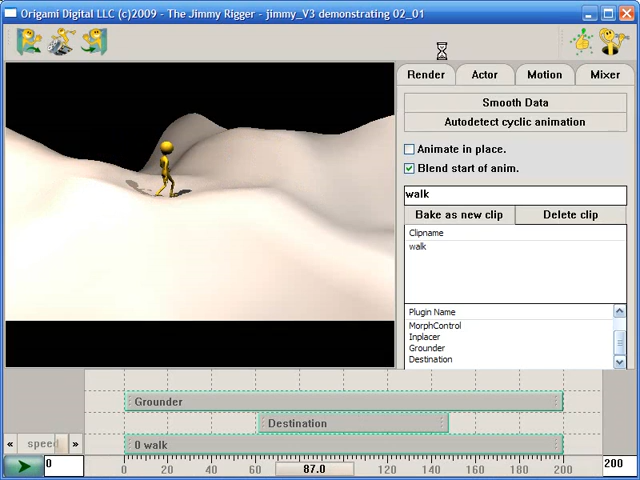 Origami Digital LLC (c)2009 - The Jimmy Rigger - jimmy_V3 demonstrating 02_01
Render Actor Motion Mixer
Smooth Data
Autodetect cyclic animation
Animate in place.
Blend start of anim.
walk
Bake as new clip Delete clip
Clipname
walk
Plugin Name
MorphControl
Inplacer
Grounder
Destination
Grounder
Destination
0 walk
« speed »
0 0 20 40 60 87.0 120 140 160 180 200 200